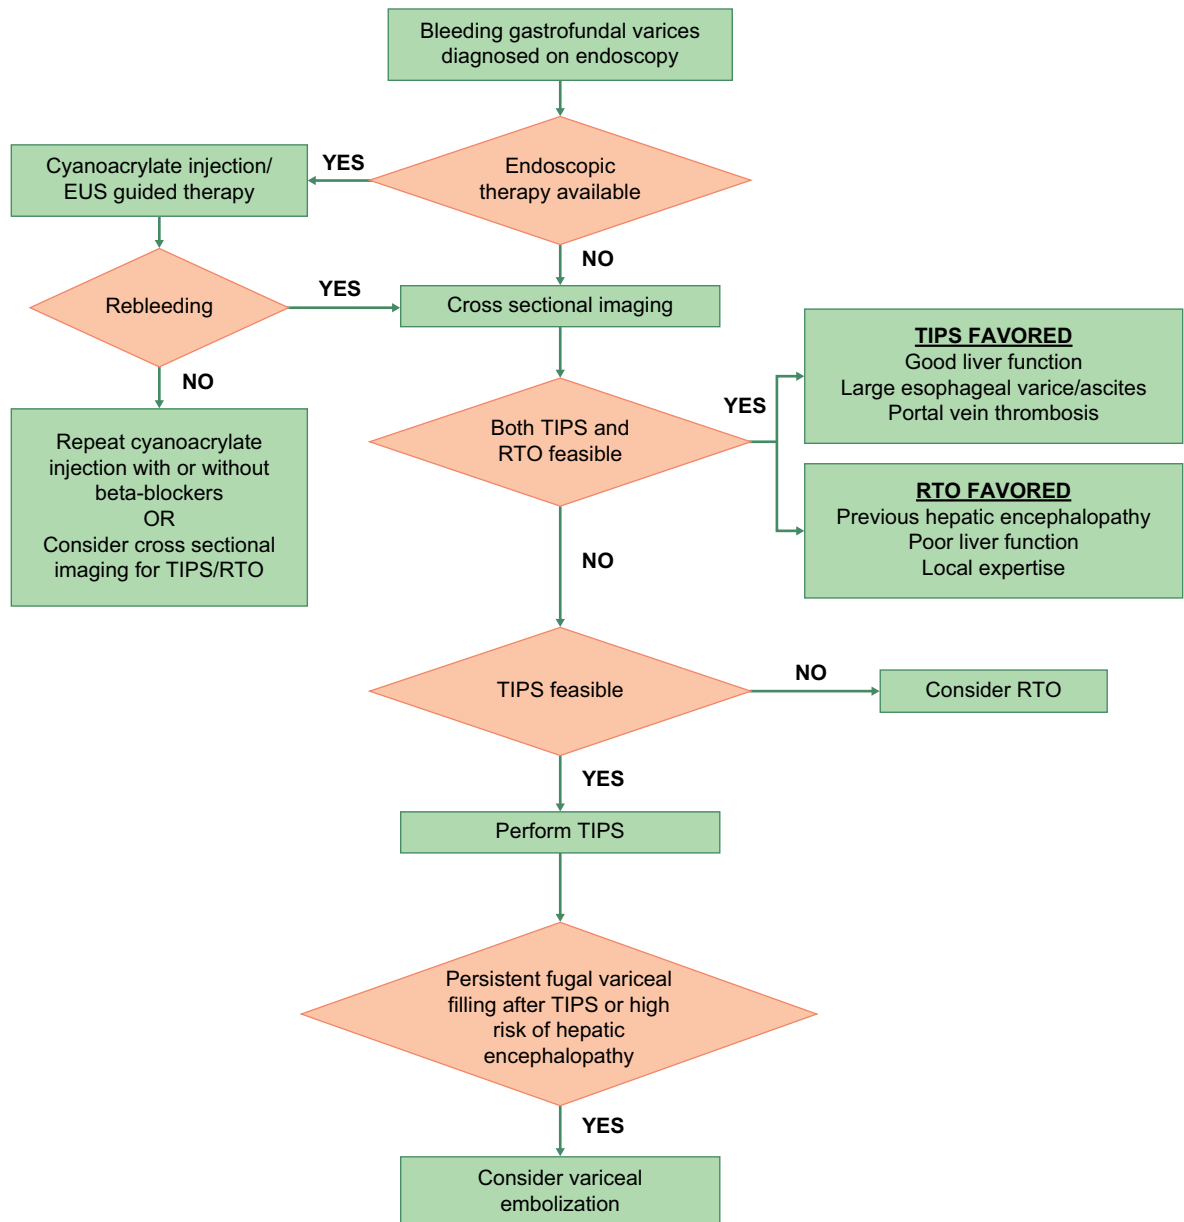 Bleeding gastrofundal varices
diagnosed on endoscopy
Endoscopic
therapy available
YES
Cyanoacrylate injection/
EUS guided therapy
NO
Rebleeding
YES
Cross sectional imaging
NO
Repeat cyanoacrylate
injection with or without
beta-blockers
OR
Consider cross sectional
imaging for TIPS/RTO
Both TIPS and
RTO feasible
YES
TIPS FAVORED
Good liver function
Large esophageal varice/ascites
Portal vein thrombosis
RTO FAVORED
Previous hepatic encephalopathy
Poor liver function
Local expertise
NO
TIPS feasible
NO
Consider RTO
YES
Perform TIPS
Persistent fugal variceal
filling after TIPS or high
risk of hepatic
encephalopathy
YES
Consider variceal
embolization